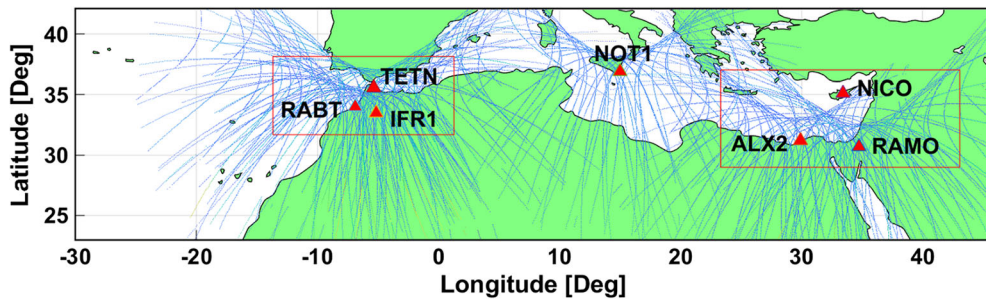 40
35
30
25
Latitude [Deg]
TETN
RABT
IFR1
NOT1
NICO
ALX2
RAMO
-30 -20 -10 0 10 20 30 40
Longitude [Deg]